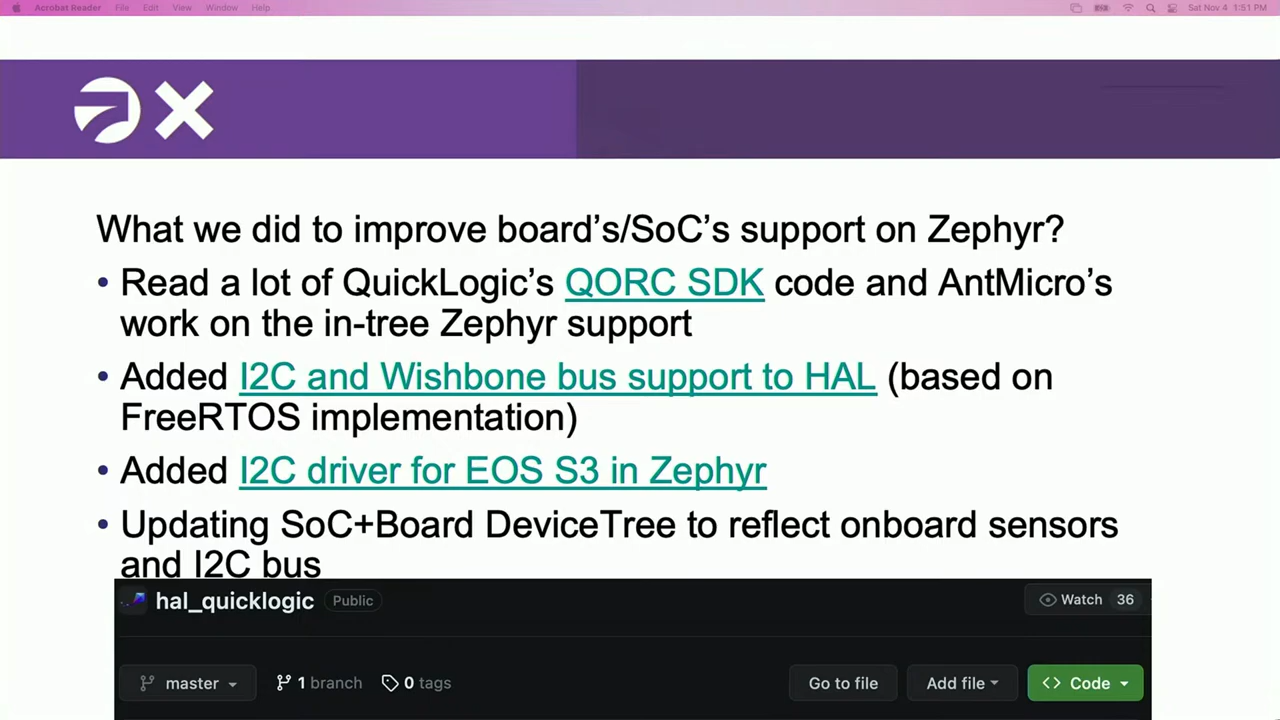 Acrobat Reader File Edit View Window Help Sat Nov 4 1:51 PM
What we did to improve board's/SoC's support on Zephyr?
• Read a lot of QuickLogic's QORC SDK code and AntMicro's
work on the in-tree Zephyr support
• Added I2C and Wishbone bus support to HAL (based on
FreeRTOS implementation)
• Added I2C driver for EOS S3 in Zephyr
• Updating SoC+Board DeviceTree to reflect onboard sensors
and I2C bus
hal_quicklogic Public Watch 36
master 1 branch 0 tags Go to file Add file <> Code